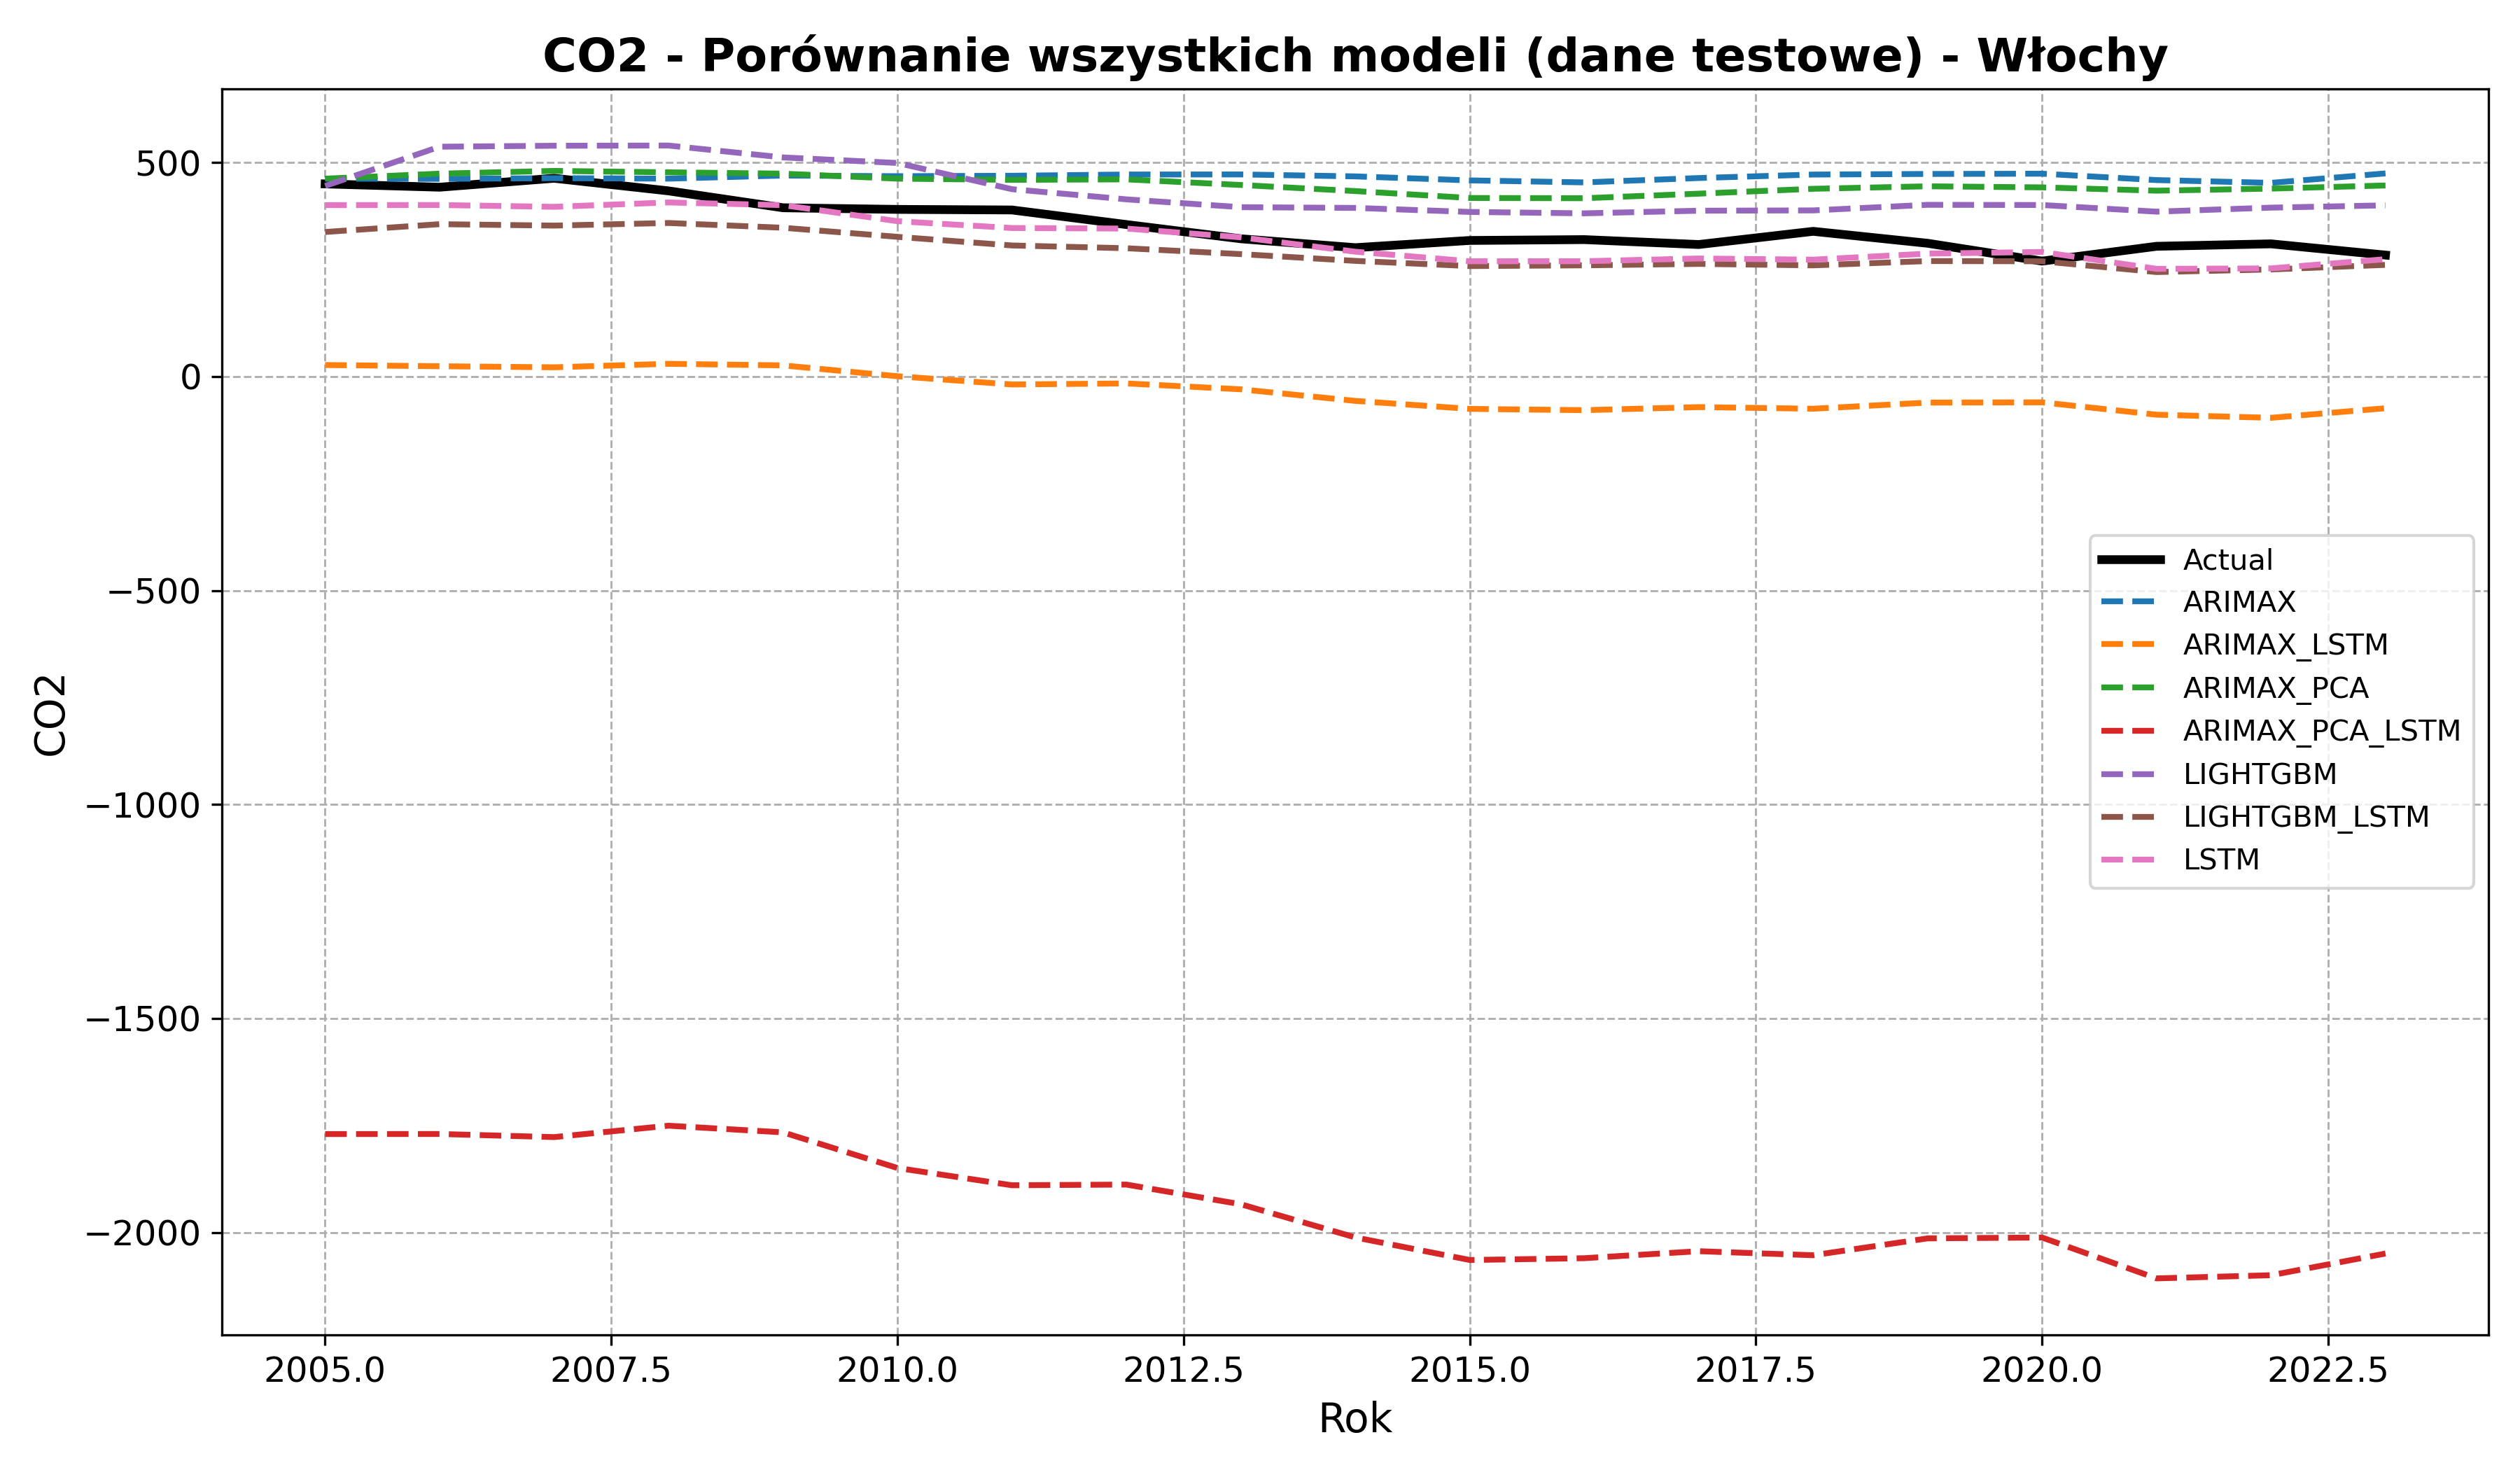 CO2 - Porównanie wszystkich modeli (dane testowe) - Włochy
CO2
500
0
−500
−1000
−1500
−2000
Actual
ARIMAX
ARIMAX_LSTM
ARIMAX_PCA
ARIMAX_PCA_LSTM
LIGHTGBM
LIGHTGBM_LSTM
LSTM
2005.0 2007.5 2010.0 2012.5 2015.0 2017.5 2020.0 2022.5
Rok